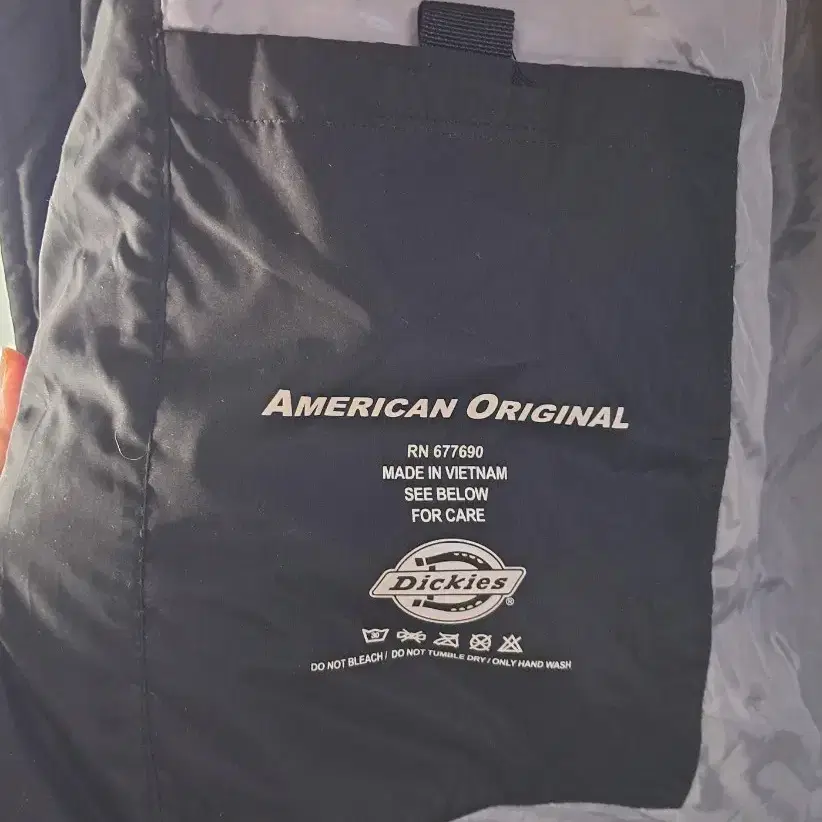 AMERICAN ORIGINAL
RN 677690
MADE IN VIETNAM
SEE BELOW
FOR CARE
Dickies®
30
DO NOT BLEACH / DO NOT TUMBLE DRY / ONLY HAND WASH